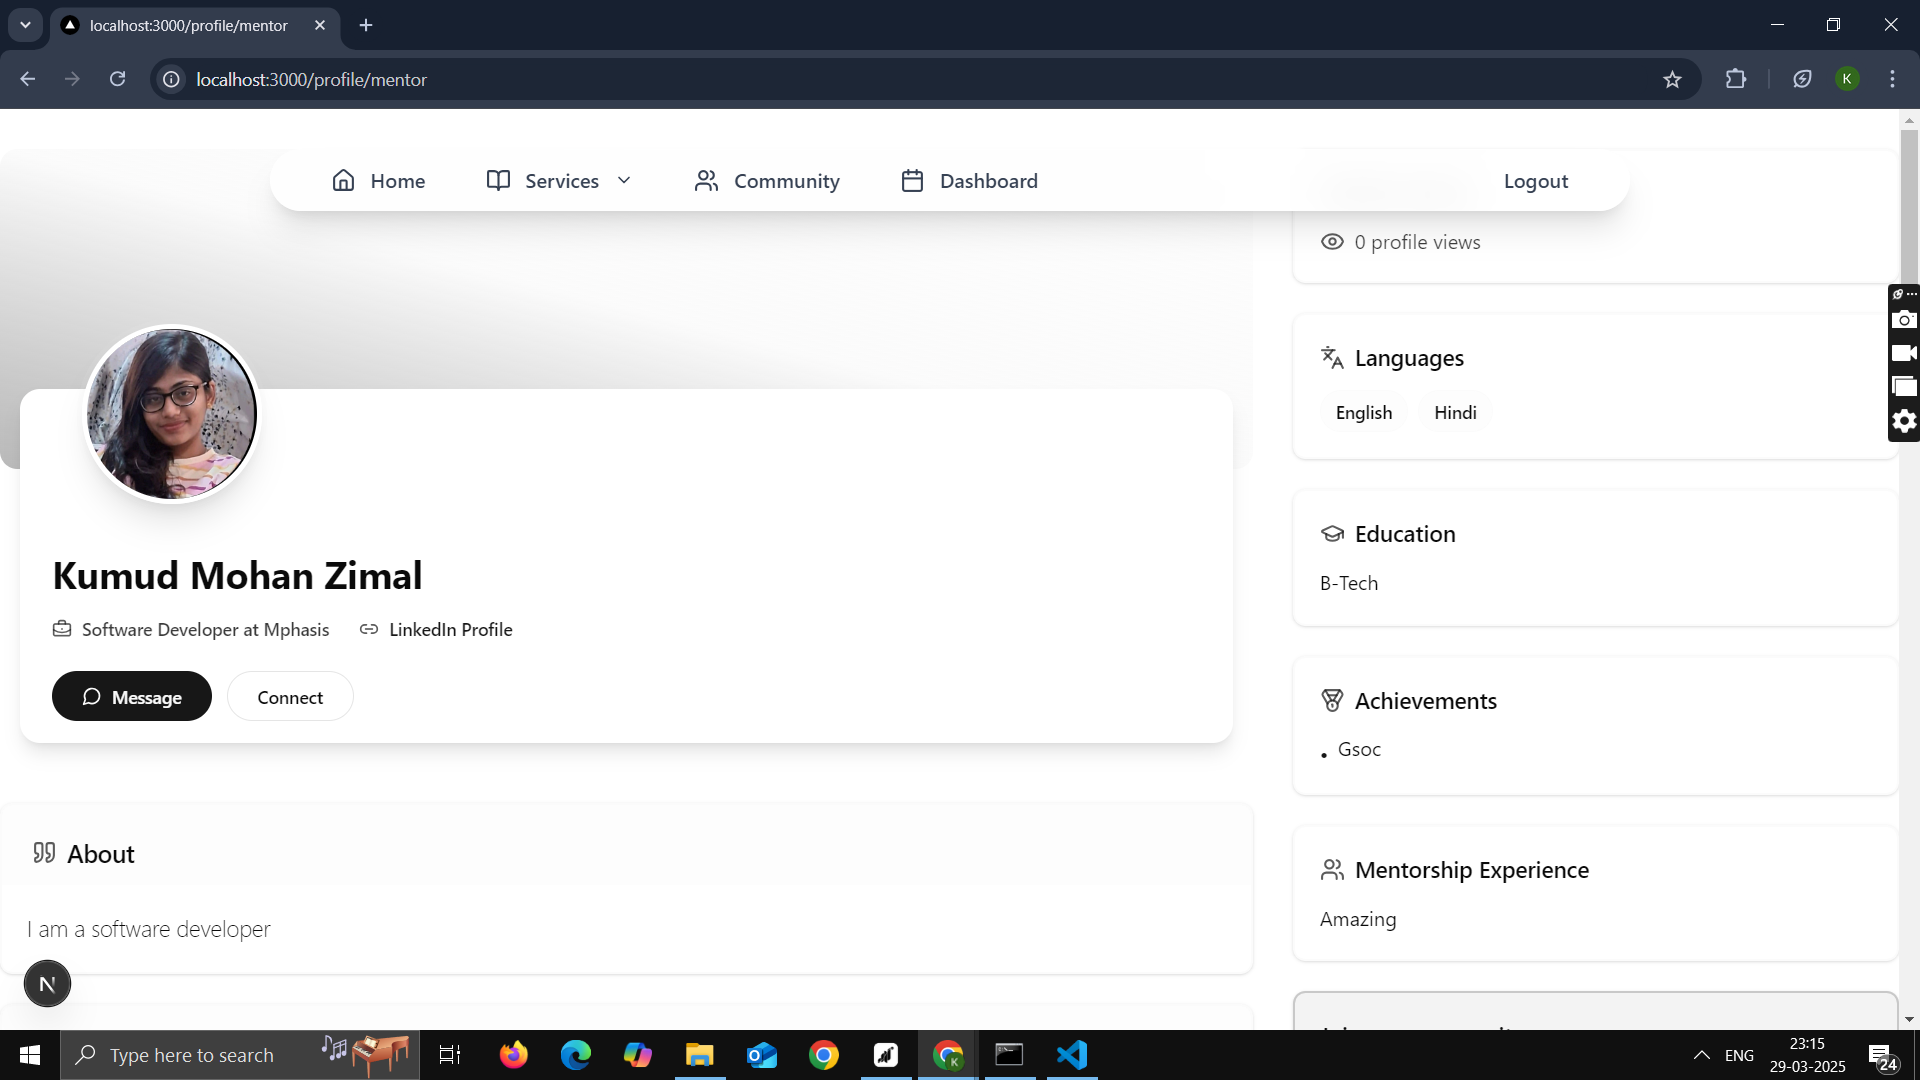 localhost:3000/profile/mentor
localhost:3000/profile/mentor
K
Home
Services
Community
Dashboard
Logout
0 profile views
Kumud Mohan Zimal
Software Developer at Mphasis
LinkedIn Profile
Message
Connect
About
I am a software developer
N
Languages
English
Hindi
Education
B-Tech
Achievements
• Gsoc
Mentorship Experience
Amazing
Type here to search
K
ENG
23:15
29-03-2025
24